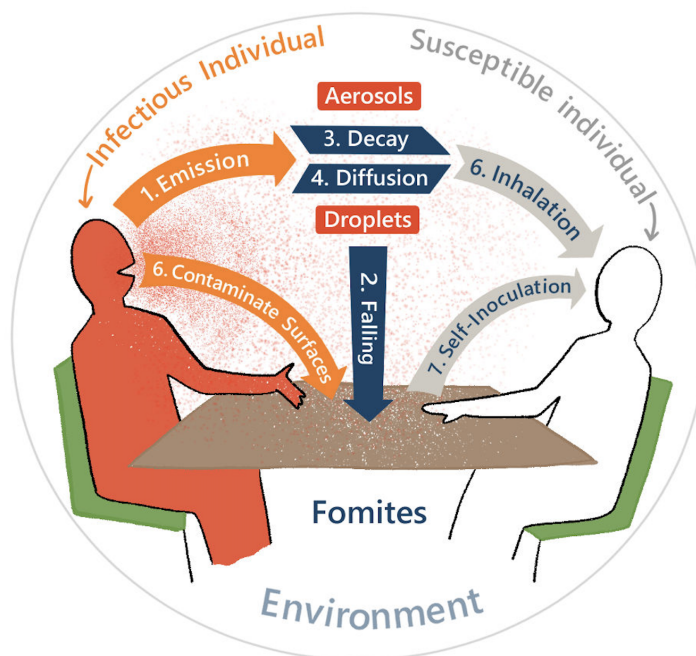 Infectious Individual
Susceptible individual
Aerosols
1. Emission
3. Decay
4. Diffusion
6. Inhalation
Droplets
6. Contaminate Surfaces
2. Falling
7. Self-Inoculation
Fomites
Environment